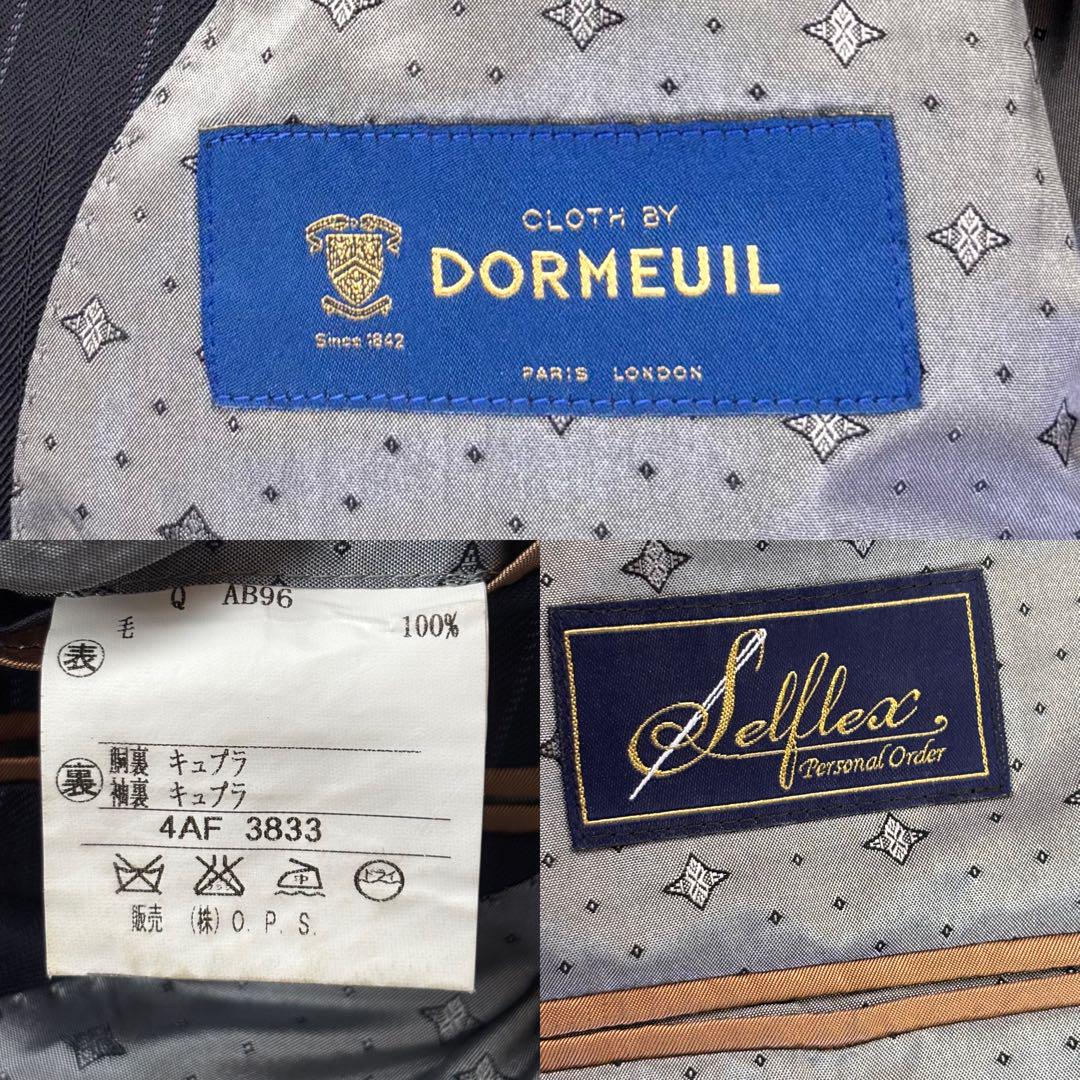 CLOTH BY
DORMEUIL
Since 1842
PARIS LONDON
Q AB96
毛 100%
表
裏
胴裏 キュプラ
袖裏 キュプラ
4AF 3833
中
ドライ
販売 (株) O. P. S.
Selflex
Personal Order